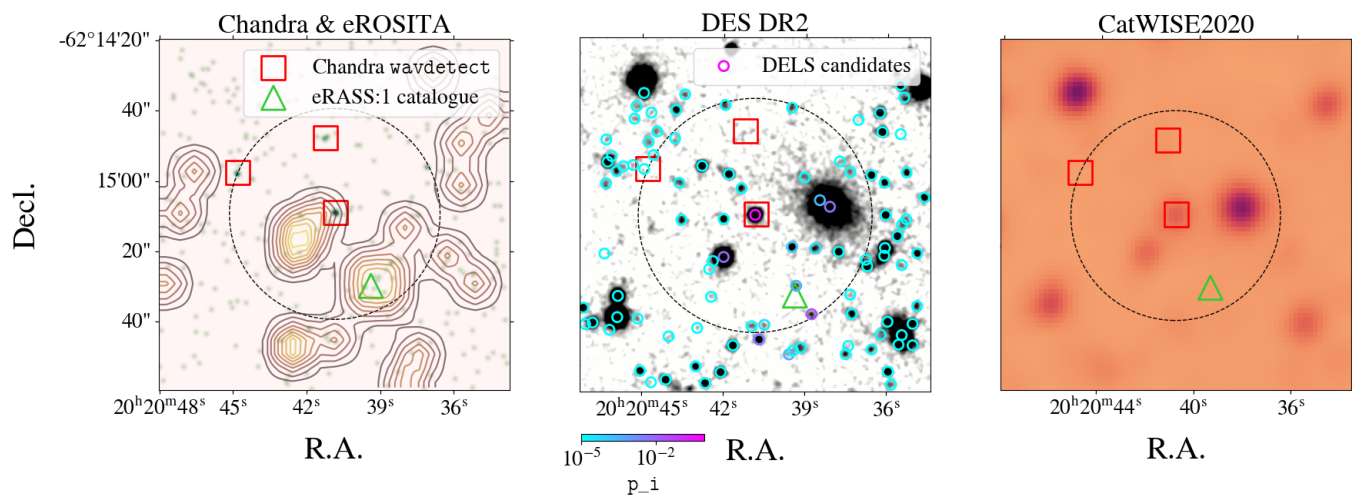 Chandra & eROSITA
DES DR2
CatWISE2020
Chandra wavdetect
eRASS:1 catalogue
DELS candidates
-62°14'20"
40"
15'00"
20"
40"
Decl.
20ʰ20ᵐ48ˢ 45ˢ 42ˢ 39ˢ 36ˢ
20ʰ20ᵐ45ˢ 42ˢ 39ˢ 36ˢ
20ʰ20ᵐ44ˢ 40ˢ 36ˢ
R.A.
R.A.
R.A.
10⁻⁵ 10⁻²
p_i